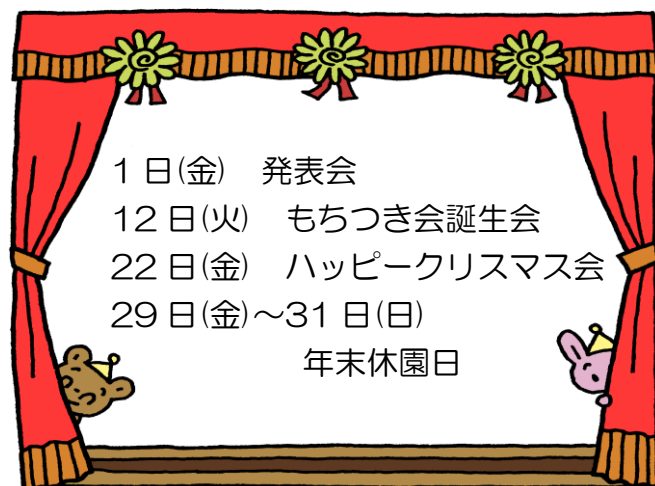 1日(金)　発表会
12日(火)　もちつき会誕生会
22日(金)　ハッピークリスマス会
29日(金)～31日(日)
年末休園日